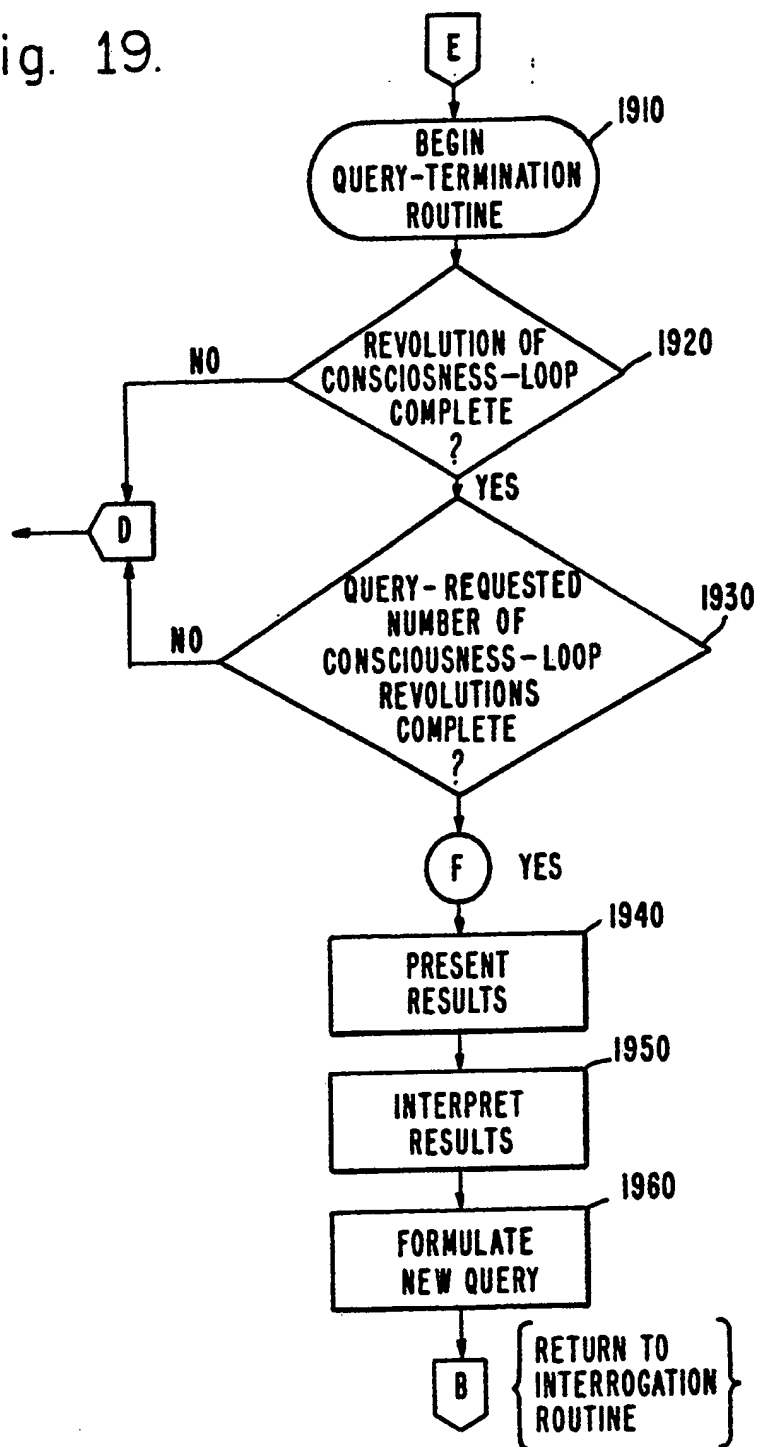 ig. 19.
E
1910
BEGIN
QUERY-TERMINATION
ROUTINE
1920
NO
REVOLUTION OF
CONSCIOSNESS-LOOP
COMPLETE
?
YES
D
1930
QUERY-REQUESTED
NUMBER OF
CONSCIOUSNESS-LOOP
REVOLUTIONS
COMPLETE
?
NO
F YES
1940
PRESENT
RESULTS
1950
INTERPRET
RESULTS
1960
FORMULATE
NEW QUERY
B
RETURN TO
INTERROGATION
ROUTINE